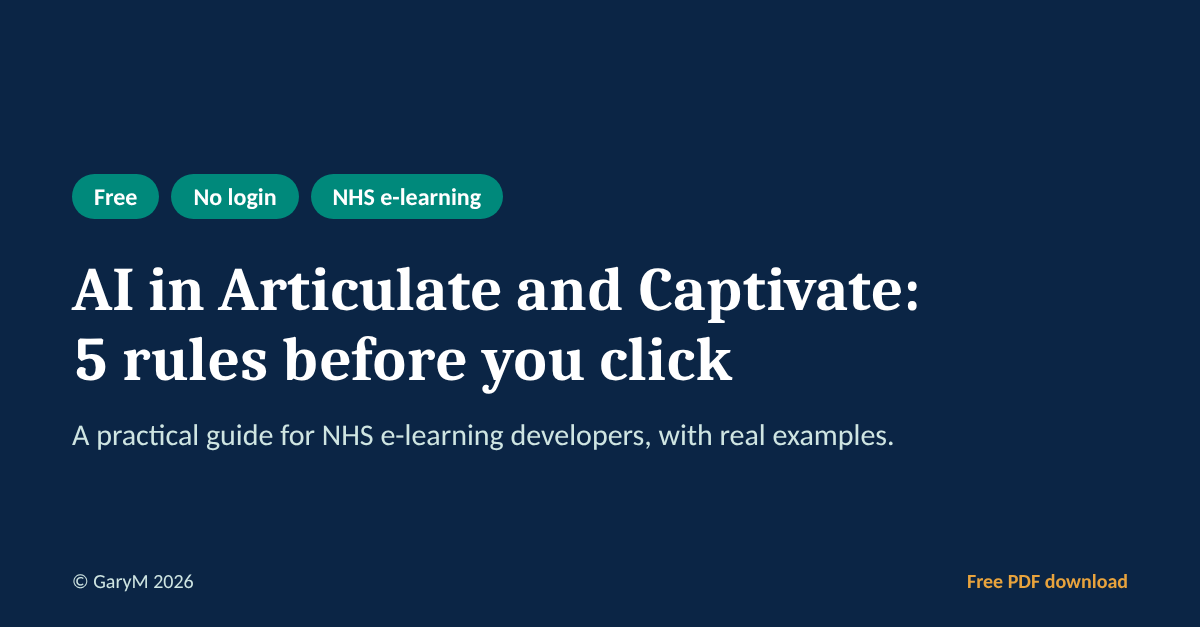 Free No login NHS e-learning
AI in Articulate and Captivate:
5 rules before you click
A practical guide for NHS e-learning developers, with real examples.
© GaryM 2026 Free PDF download